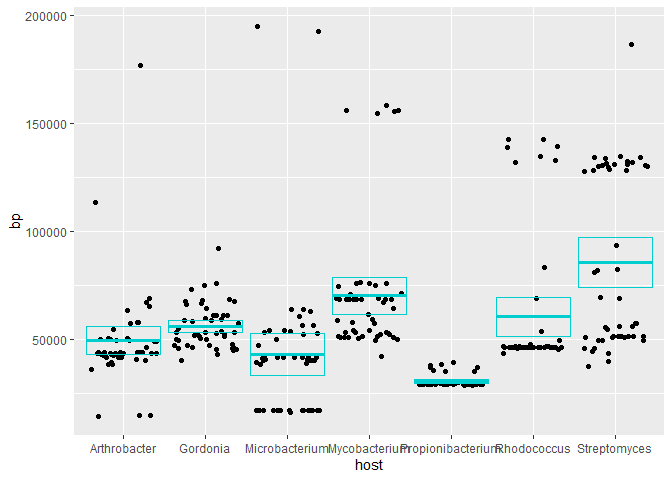 200000
150000
100000
50000
bp
Arthrobacter
Gordonia
Microbacterium
Mycobacterium
Propionibacterium
Rhodococcus
Streptomyces
host